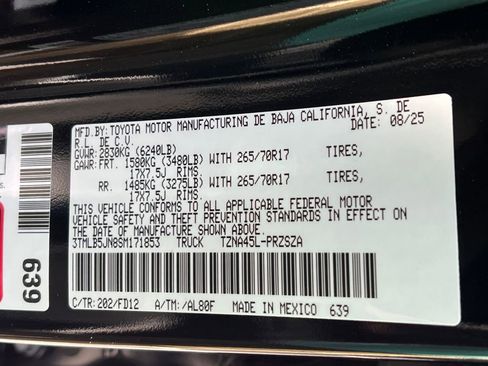 MFD.BY:TOYOTA MOTOR MANUFACTURING DE BAJA CALIFORNIA, S. DE
R.L. DE C.V. DATE: 08/25
GVWR: 2830KG (6240LB)
GAWR:FRT. 1580KG (3480LB) WITH 265/70R17 TIRES,
17X7.5J RIMS.
RR. 1485KG (3275LB) WITH 265/70R17 TIRES,
17X7.5J RIMS.
THIS VEHICLE CONFORMS TO ALL APPLICABLE FEDERAL MOTOR
VEHICLE SAFETY AND THEFT PREVENTION STANDARDS IN EFFECT ON
THE DATE OF MANUFACTURE SHOWN ABOVE.
3TMLB5JN8SM171853 TRUCK TZNA45L-PRZSZA
C/TR:202/FD12 A/TM:/AL80F MADE IN MEXICO 639
639